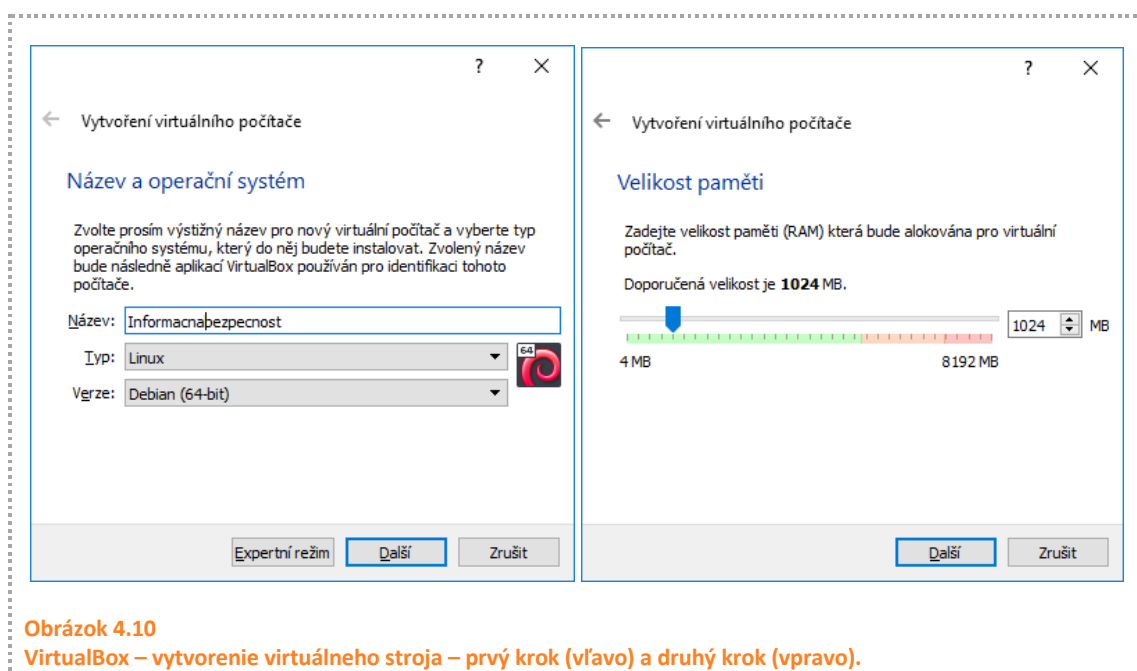 ?
Vytvoření virtuálního počítače
Název a operační systém
Zvolte prosím výstižný název pro nový virtuální počítač a vyberte typ
operačního systému, který do něj budete instalovat. Zvolený název
bude následně aplikací VirtualBox používán pro identifikaci tohoto
počítače.
Název: Informacnabezpecnost
Typ: Linux
64
Verze: Debian (64-bit)
Expertní režim Další Zrušit
?
Vytvoření virtuálního počítače
Velikost paměti
Zadejte velikost paměti (RAM) která bude alokována pro virtuální
počítač.
Doporučená velikost je 1024 MB.
1024 MB
4 MB 8192 MB
Další Zrušit
Obrázok 4.10
VirtualBox – vytvorenie virtuálneho stroja – prvý krok (vľavo) a druhý krok (vpravo).